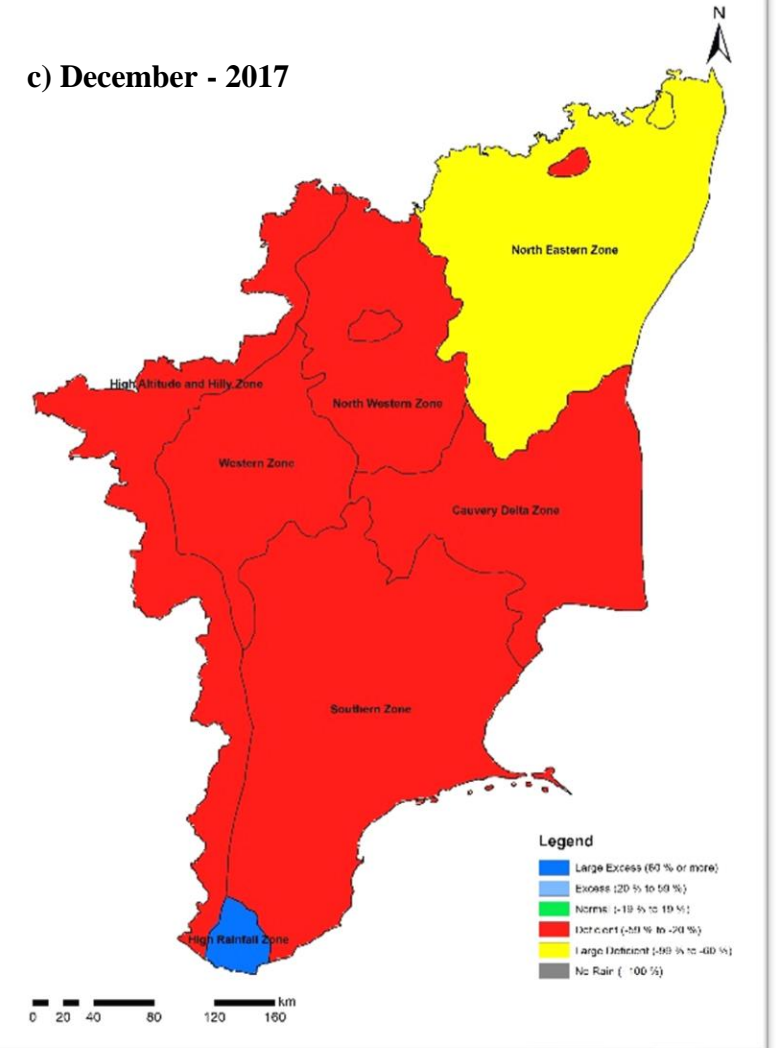 N
c) December - 2017
North Eastern Zone
High Altitude and Hilly Zone
North Western Zone
Western Zone
Cauvery Delta Zone
Southern Zone
High Rainfall Zone
Legend
Large Excess (60 % or more)
Excess (20 % to 59 %)
Normal (-19 % to 19 %)
Deficient (-59 % to -20 %)
Large Deficient (-99 % to -60 %)
No Rain (-100 %)
km
0 20 40 80 120 160